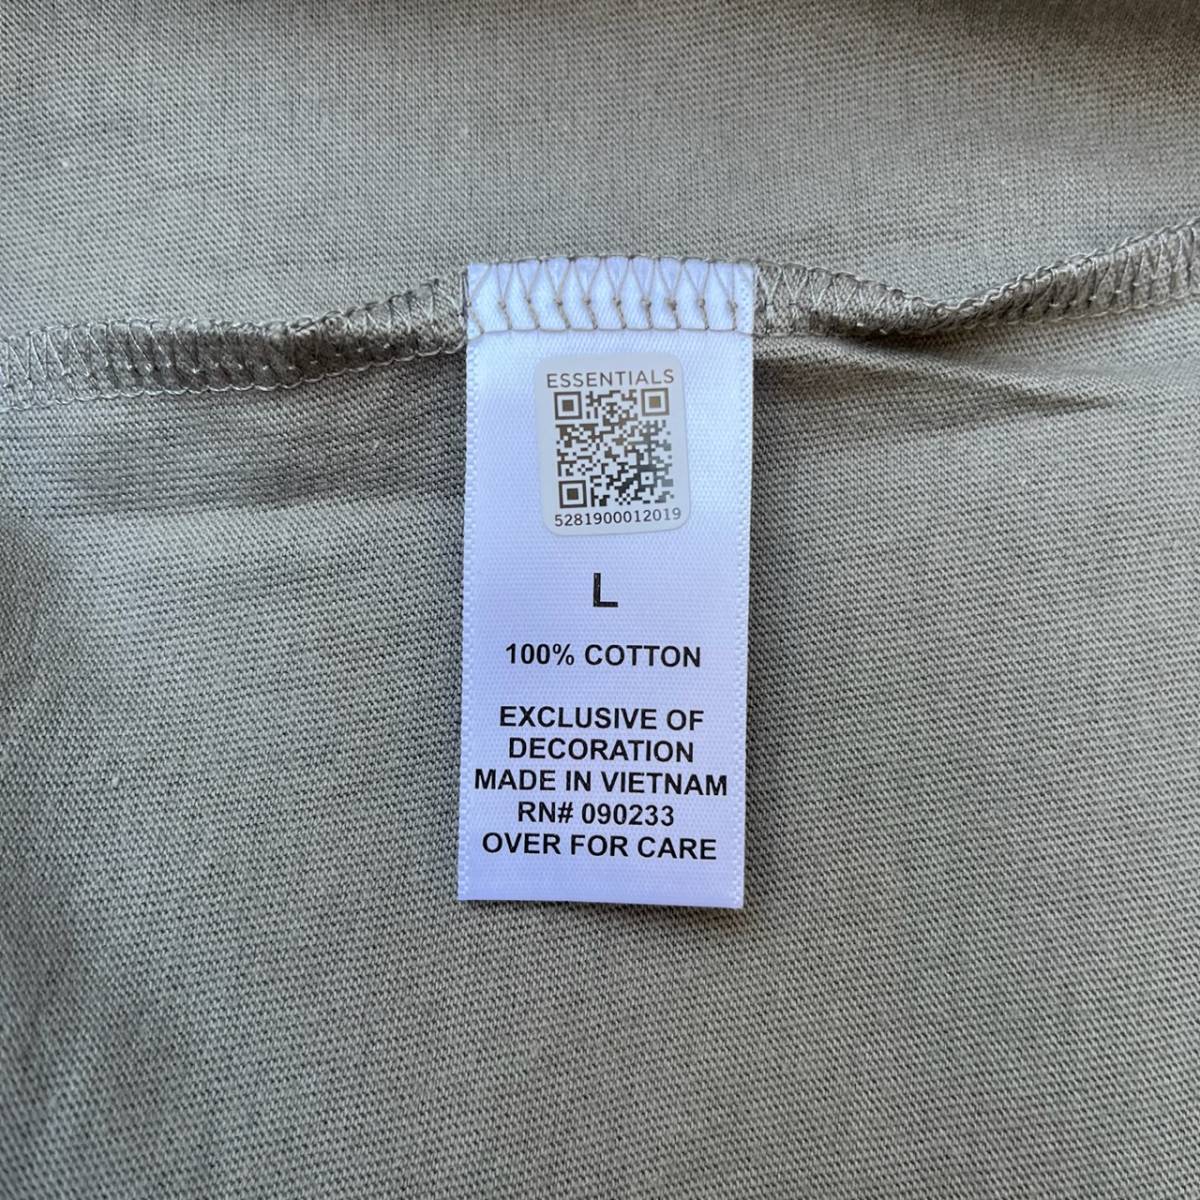 ESSENTIALS
5281900012019
L
100% COTTON
EXCLUSIVE OF
DECORATION
MADE IN VIETNAM
RN# 090233
OVER FOR CARE